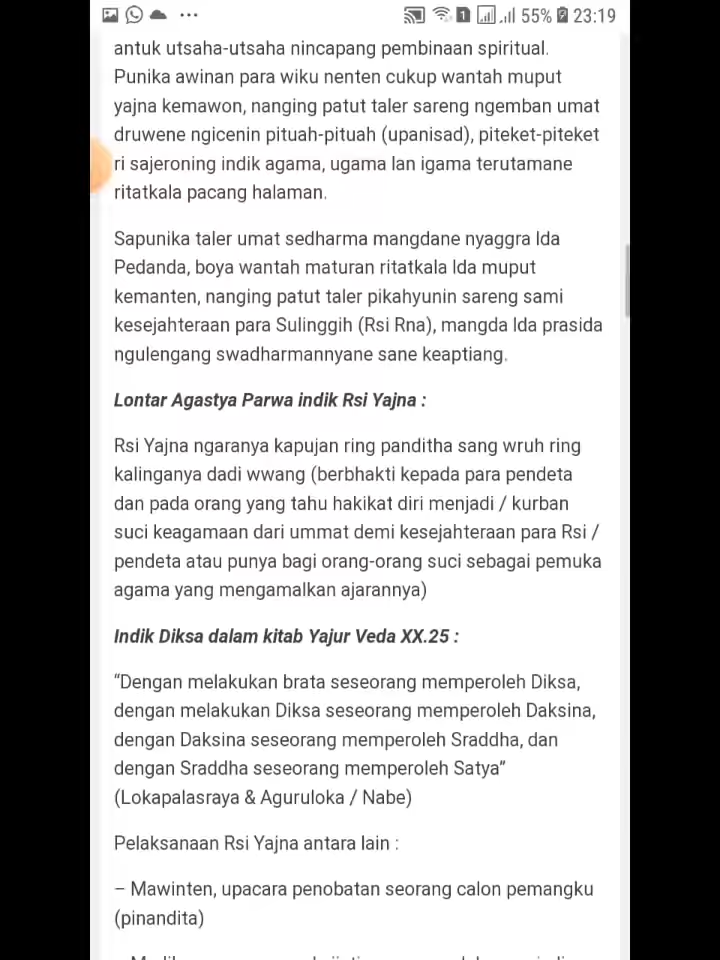 1 55% 23:19
antuk utsaha-utsaha nincapang pembinaan spiritual.
Punika awinan para wiku nenten cukup wantah muput
yajna kemawon, nanging patut taler sareng ngemban umat
druwene ngicenin pituah-pituah (upanisad), piteket-piteket
ri sajeroning indik agama, ugama lan igama terutamane
ritatkala pacang halaman.
Sapunika taler umat sedharma mangdane nyaggra Ida
Pedanda, boya wantah maturan ritatkala Ida muput
kemanten, nanging patut taler pikahyunin sareng sami
kesejahteraan para Sulinggih (Rsi Rna), mangda Ida prasida
ngulengang swadharmannyane sane keaptiang.
Lontar Agastya Parwa indik Rsi Yajna :
Rsi Yajna ngaranya kapujan ring panditha sang wruh ring
kalinganya dadi wwang (berbhakti kepada para pendeta
dan pada orang yang tahu hakikat diri menjadi / kurban
suci keagamaan dari ummat demi kesejahteraan para Rsi /
pendeta atau punya bagi orang-orang suci sebagai pemuka
agama yang mengamalkan ajarannya)
Indik Diksa dalam kitab Yajur Veda XX.25 :
“Dengan melakukan brata seseorang memperoleh Diksa,
dengan melakukan Diksa seseorang memperoleh Daksina,
dengan Daksina seseorang memperoleh Sraddha, dan
dengan Sraddha seseorang memperoleh Satya”
(Lokapalasraya & Aguruloka / Nabe)
Pelaksanaan Rsi Yajna antara lain :
– Mawinten, upacara penobatan seorang calon pemangku
(pinandita)